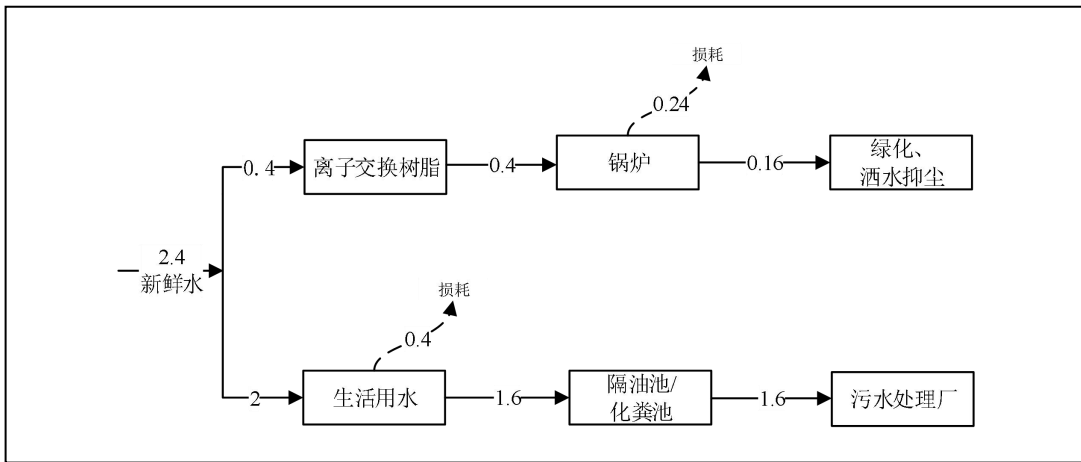 损耗
0.24
0.4
离子交换树脂
0.4
锅炉
0.16
绿化、
洒水抑尘
2.4
新鲜水
损耗
0.4
2
生活用水
1.6
隔油池/
化粪池
1.6
污水处理厂